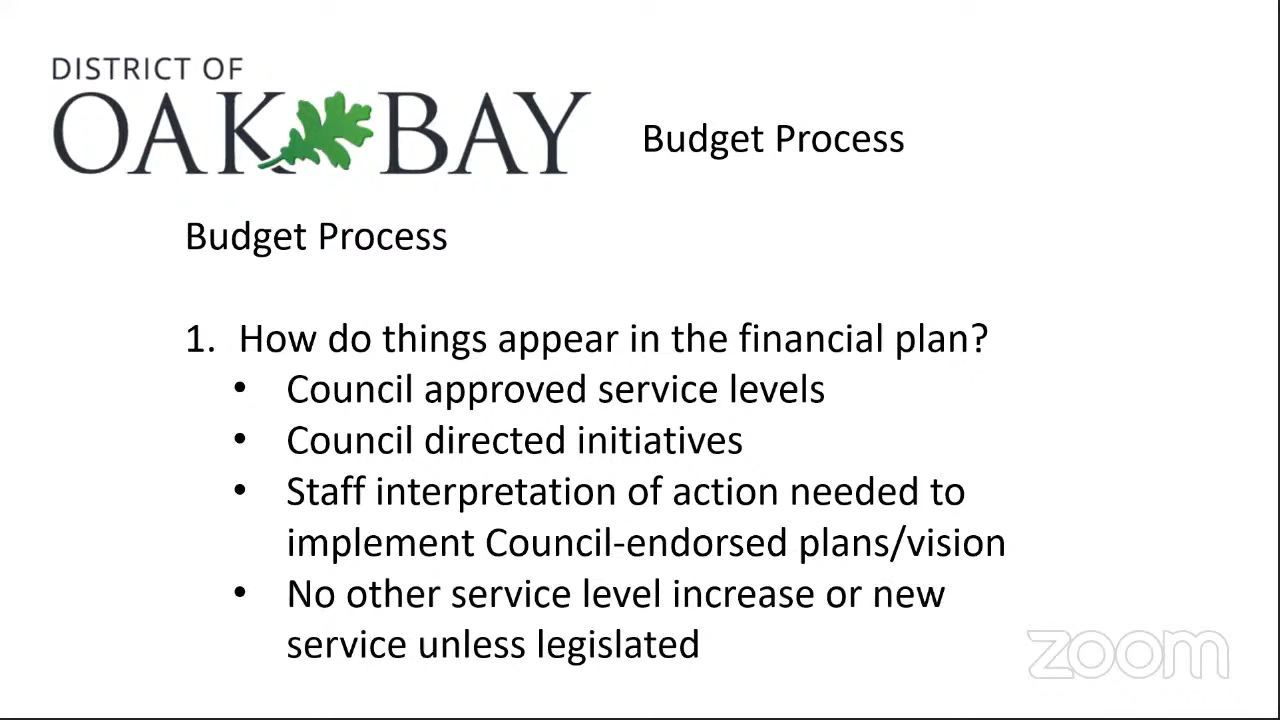 DISTRICT OF
OAK BAY
Budget Process
Budget Process
1. How do things appear in the financial plan?
• Council approved service levels
• Council directed initiatives
• Staff interpretation of action needed to
implement Council-endorsed plans/vision
• No other service level increase or new
service unless legislated
zoom